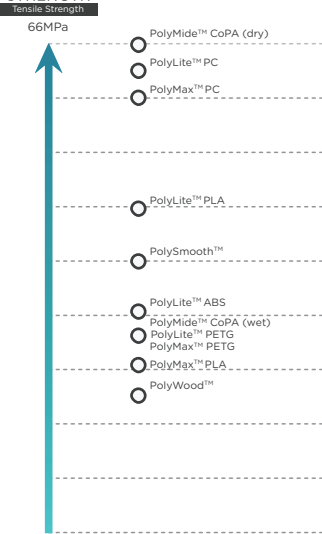 Tensile Strength
66MPa
PolyMide™ CoPA (dry)
PolyLite™ PC
PolyMax™ PC
PolyLite™ PLA
PolySmooth™
PolyLite™ ABS
PolyMide™ CoPA (wet)
PolyLite™ PETG
PolyMax™ PETG
PolyMax™ PLA
PolyWood™